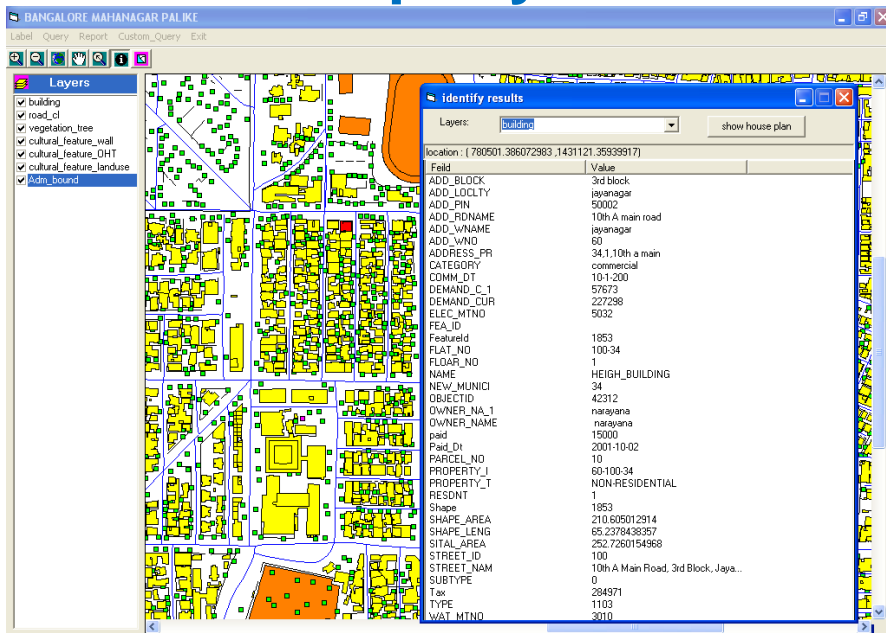 BANGALORE MAHANAGAR PALIKE
Label Query Report Custom_Query Exit
Layers
building
road_cl
vegetation_tree
cultural_feature_wall
cultural_feature_OHT
cultural_feature_landuse
Adm_bound
identify results
Layers: building show house plan
location : ( 780501.386072983 ,1431121.35939917)
Feild Value
ADD_BLOCK 3rd block
ADD_LOCLTY jayanagar
ADD_PIN 50002
ADD_RDNAME 10th A main road
ADD_WNAME jayanagar
ADD_WNO 60
ADDRESS_PR 34,1,10th a main
CATEGORY commercial
COMM_DT 10-1-200
DEMAND_C_1 57673
DEMAND_CUR 227298
ELEC_MTNO 5032
FEA_ID
FeatureId 1853
FLAT_NO 100-34
FLOAR_NO 1
NAME HEIGH_BUILDING
NEW_MUNICI 34
OBJECTID 42312
OWNER_NA_1 narayana
OWNER_NAME narayana
paid 15000
Paid_Dt 2001-10-02
PARCEL_NO 10
PROPERTY_I 60-100-34
PROPERTY_T NON-RESIDENTIAL
RESDNT 1
Shape 1853
SHAPE_AREA 210.605012914
SHAPE_LENG 65.2378438357
SITAL_AREA 252.7260154968
STREET_ID 100
STREET_NAM 10th A Main Road, 3rd Block, Jaya...
SUBTYPE 0
Tax 284971
TYPE 1103
WAT_MTNO 3010